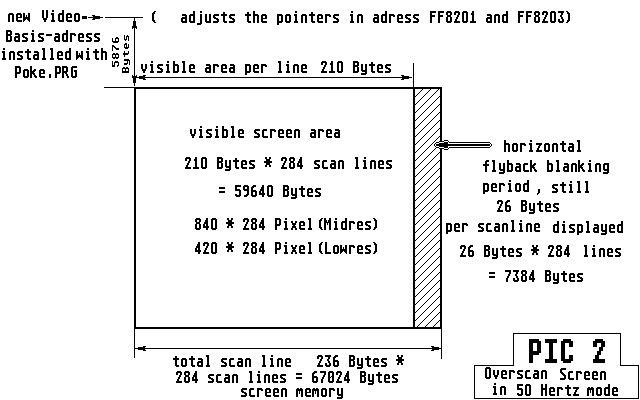 new Video- ( adjusts the pointers in adress FF8201 and FF8203)
Basis-adress
installed with
Poke.PRG
5876
Bytes
visible area per line 210 Bytes
visible screen area
210 Bytes * 284 scan lines
= 59640 Bytes
840 * 284 Pixel (Midres)
420 * 284 Pixel (Lowres)
horizontal
flyback blanking
period , still
26 Bytes
per scanline displayed
26 Bytes * 284 lines
= 7384 Bytes
total scan line 236 Bytes *
284 scan lines = 67024 Bytes
screen memory
PIC 2
Overscan Screen
in 50 Hertz mode